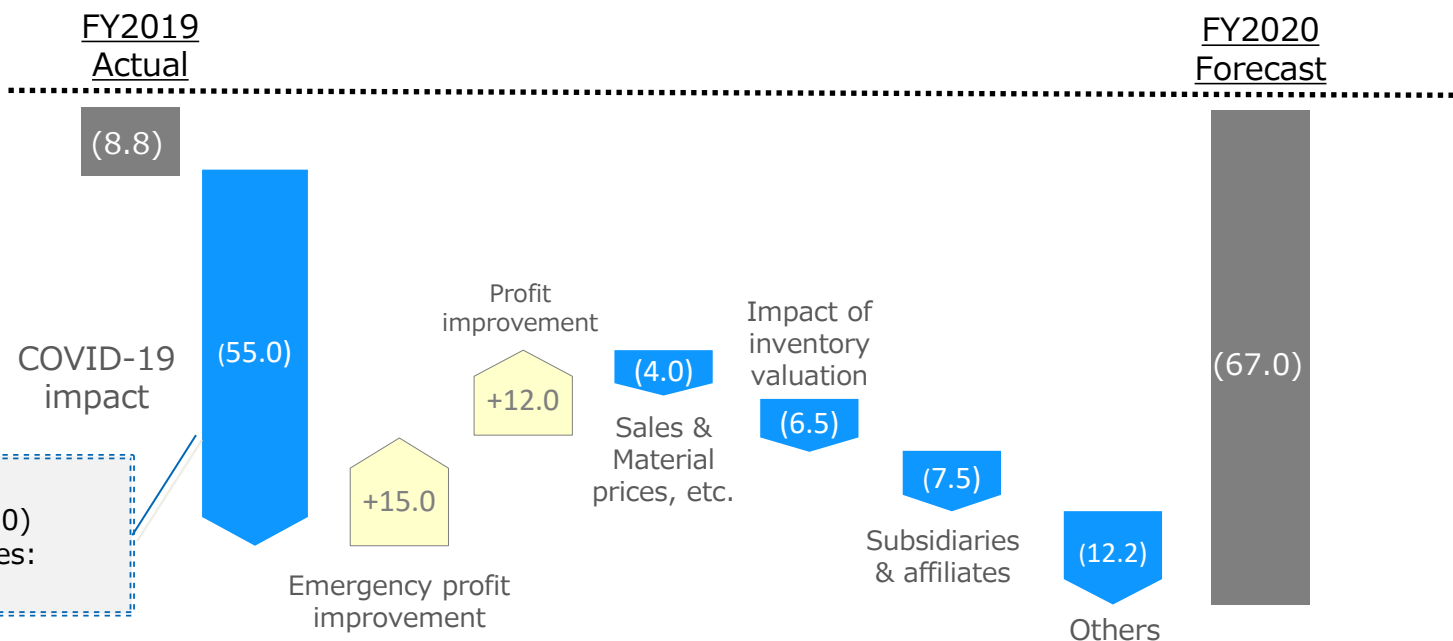 FY2019
Actual
FY2020
Forecast
(8.8)
COVID-19
impact
(55.0)
0)
es:
+15.0
Emergency profit
improvement
Profit
improvement
+12.0
(4.0)
Sales &
Material
prices, etc.
Impact of
inventory
valuation
(6.5)
(7.5)
Subsidiaries
& affiliates
(12.2)
Others
(67.0)